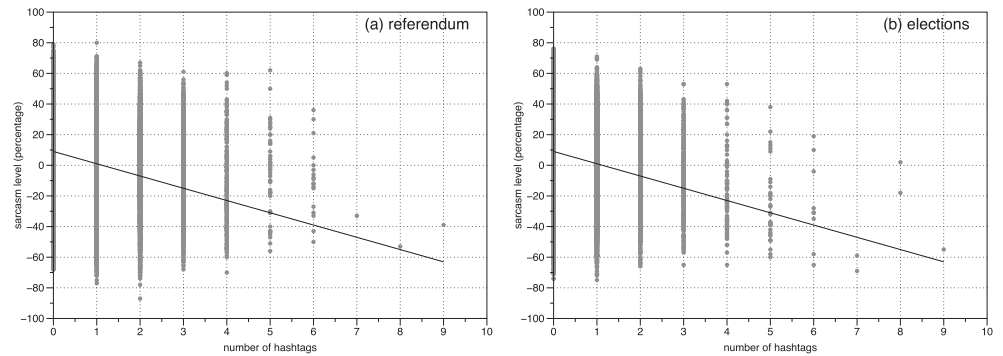 (a) referendum
100
80
60
40
20
0
−20
−40
−60
−80
−100
sarcasm level (percentage)
0 1 2 3 4 5 6 7 8 9 10
number of hashtags
(b) elections
100
80
60
40
20
0
−20
−40
−60
−80
−100
sarcasm level (percentage)
0 1 2 3 4 5 6 7 8 9 10
number of hashtags